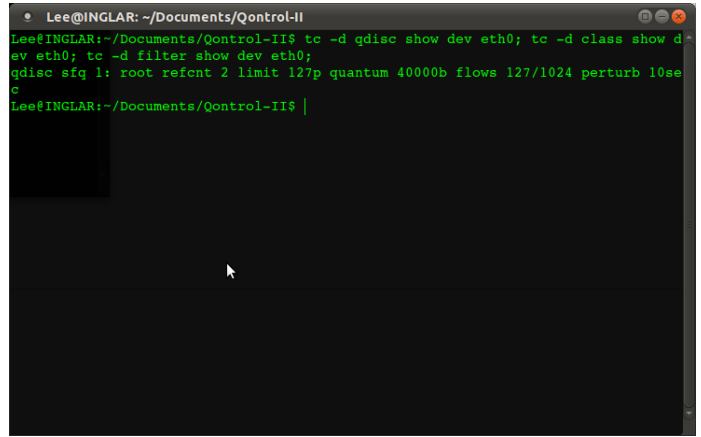 Lee@INGLAR: ~/Documents/Qontrol-II
Lee@INGLAR:~/Documents/Qontrol-II$ tc -d qdisc show dev eth0; tc -d class show d
ev eth0; tc -d filter show dev eth0;
qdisc sfq 1: root refcnt 2 limit 127p quantum 40000b flows 127/1024 perturb 10se
c
Lee@INGLAR:~/Documents/Qontrol-II$